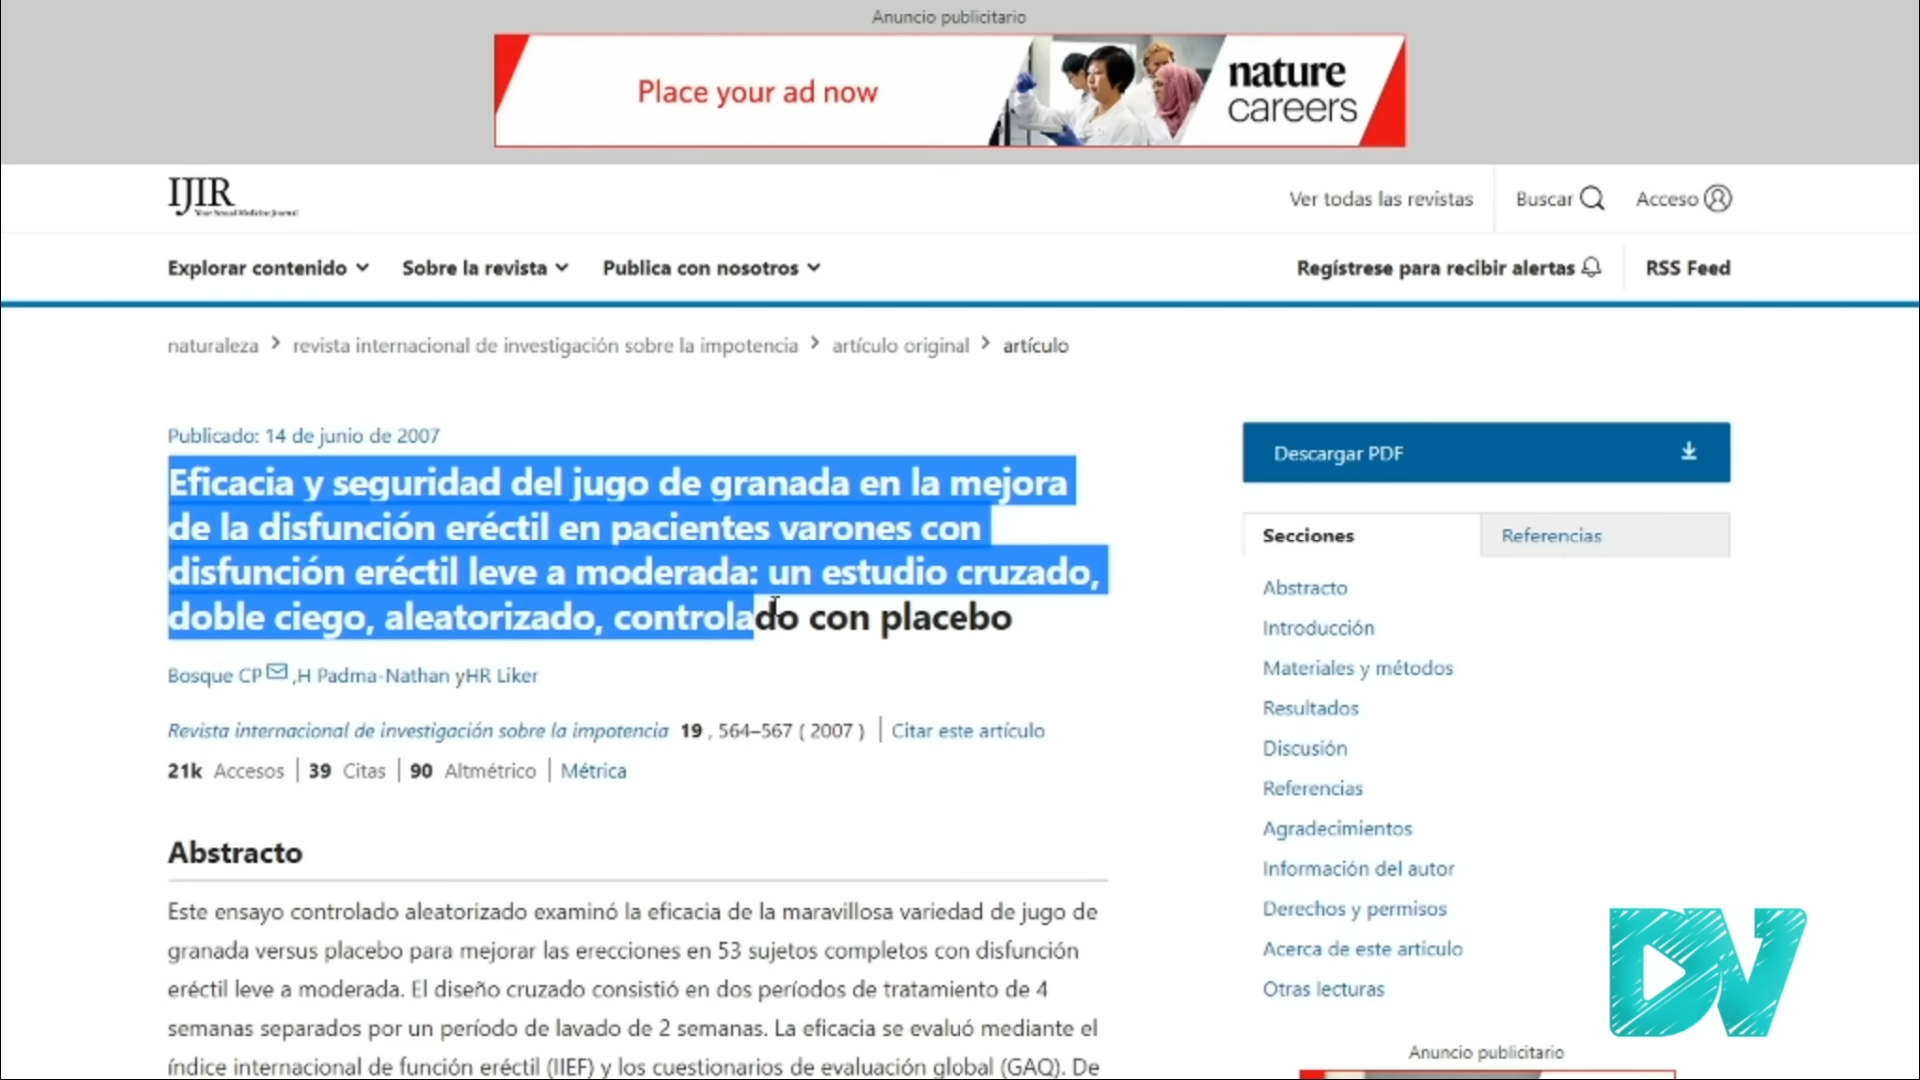 Anuncio publicitario
Place your ad now
nature
careers
IJIR
Your Sexual Medicine Journal
Ver todas las revistas
Buscar
Acceso
Explorar contenido
Sobre la revista
Publica con nosotros
Regístrese para recibir alertas
RSS Feed
naturaleza > revista internacional de investigación sobre la impotencia > artículo original > artículo
Publicado: 14 de junio de 2007
Eficacia y seguridad del jugo de granada en la mejora
de la disfunción eréctil en pacientes varones con
disfunción eréctil leve a moderada: un estudio cruzado,
doble ciego, aleatorizado, controlado con placebo
Bosque CP ,H Padma-Nathan yHR Liker
Revista internacional de investigación sobre la impotencia 19 , 564–567 ( 2007 ) | Citar este artículo
21k Accesos | 39 Citas | 90 Altmétrico | Métrica
Abstracto
Este ensayo controlado aleatorizado examinó la eficacia de la maravillosa variedad de jugo de
granada versus placebo para mejorar las erecciones en 53 sujetos completos con disfunción
eréctil leve a moderada. El diseño cruzado consistió en dos períodos de tratamiento de 4
semanas separados por un período de lavado de 2 semanas. La eficacia se evaluó mediante el
índice internacional de función eréctil (IIEF) y los cuestionarios de evaluación global (GAQ). De
Descargar PDF
Secciones
Referencias
Abstracto
Introducción
Materiales y métodos
Resultados
Discusión
Referencias
Agradecimientos
Información del autor
Derechos y permisos
Acerca de este articulo
Otras lecturas
DV
Anuncio publicitario